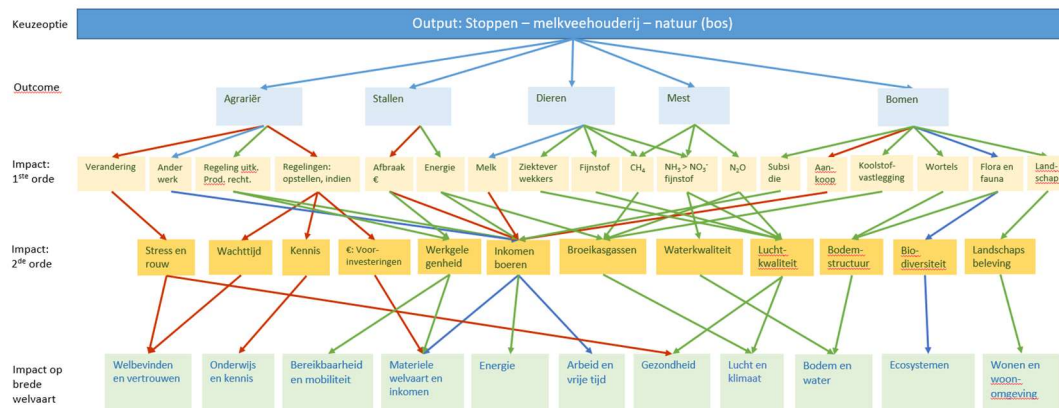 Keuzeoptie
Output: Stoppen – melkveehouderij – natuur (bos)
Outcome
Agrariër
Stallen
Dieren
Mest
Bomen
Impact:
1ste orde
Verandering
Ander
werk
Regeling uitk.
Prod. recht.
Regelingen:
opstellen, indien
Afbraak
€
Energie
Melk
Ziektever
wekkers
Fijnstof
CH₄
NH₃ > NO₃⁻
fijnstof
N₂O
Subsi
die
Aan-
koop
Koolstof-
vastlegging
Wortels
Flora en
fauna
Land-
schap
Impact:
2de orde
Stress en
rouw
Wachttijd
Kennis
€: Voor-
investeringen
Werkgele
genheid
Inkomen
boeren
Broeikasgassen
Waterkwaliteit
Lucht-
kwaliteit
Bodem-
structuur
Bio-
diversiteit
Landschaps
beleving
Impact op
brede
welvaart
Welbevinden
en vertrouwen
Onderwijs
en kennis
Bereikbaarheid
en mobiliteit
Materiele
welvaart en
inkomen
Energie
Arbeid en
vrije tijd
Gezondheid
Lucht en
klimaat
Bodem en
water
Ecosystemen
Wonen en
woon-
omgeving